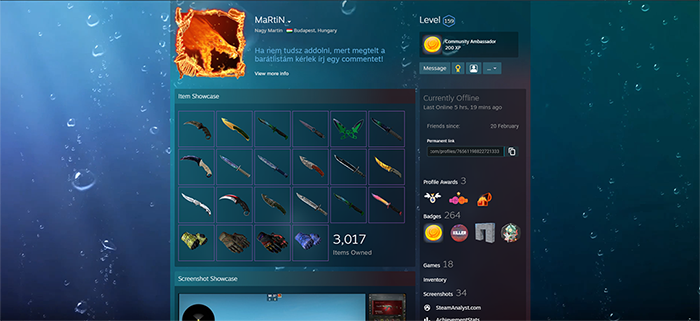 MaRtiN
Nagy Martin Budapest, Hungary
Ha nem tudsz addolni, mert megtelt a
barátlistám kérlek írj egy commentet!
View more info
Level 159
Community Ambassador
200 XP
Message
...
Item Showcase
3,017
Items Owned
Screenshot Showcase
Currently Offline
Last Online 5 hrs, 19 mins ago
Friends since: 20 February
Permanent link
Profile Awards 3
Badges 264
KILLER
Games 18
Inventory
Screenshots 34
SteamAnalyst.com
AchievementStats